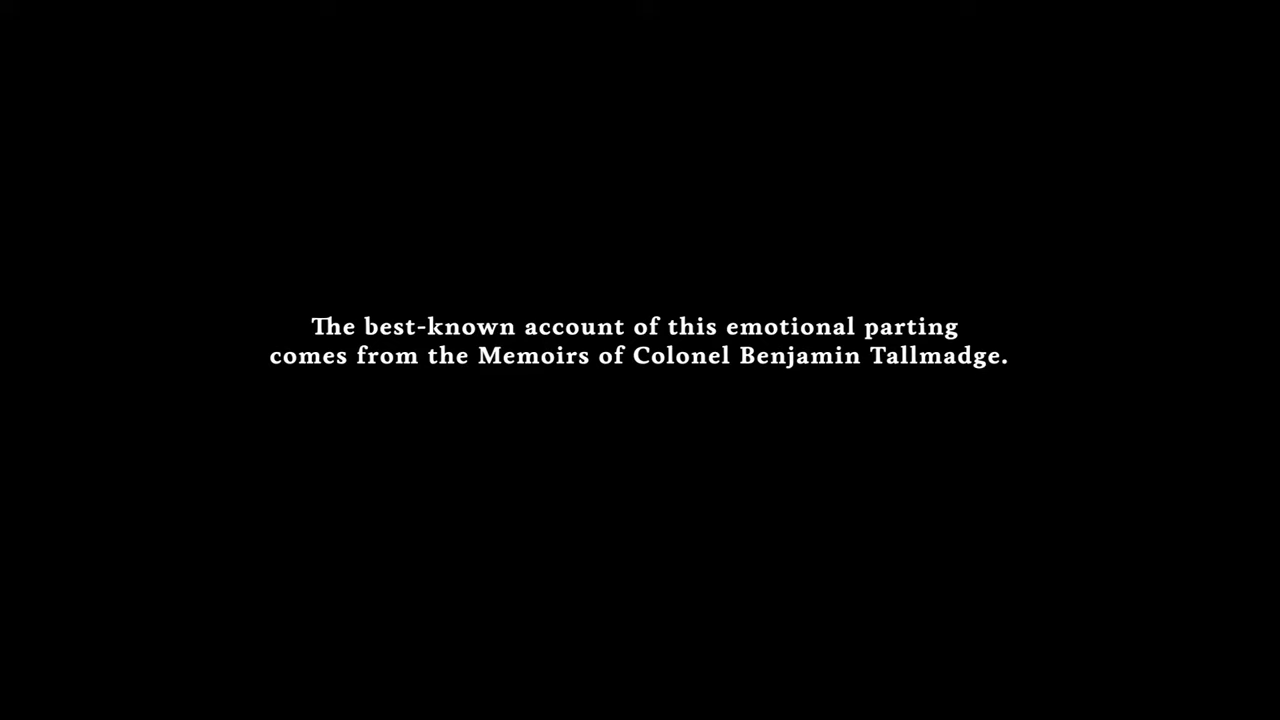 The best-known account of this emotional parting
comes from the Memoirs of Colonel Benjamin Tallmadge.